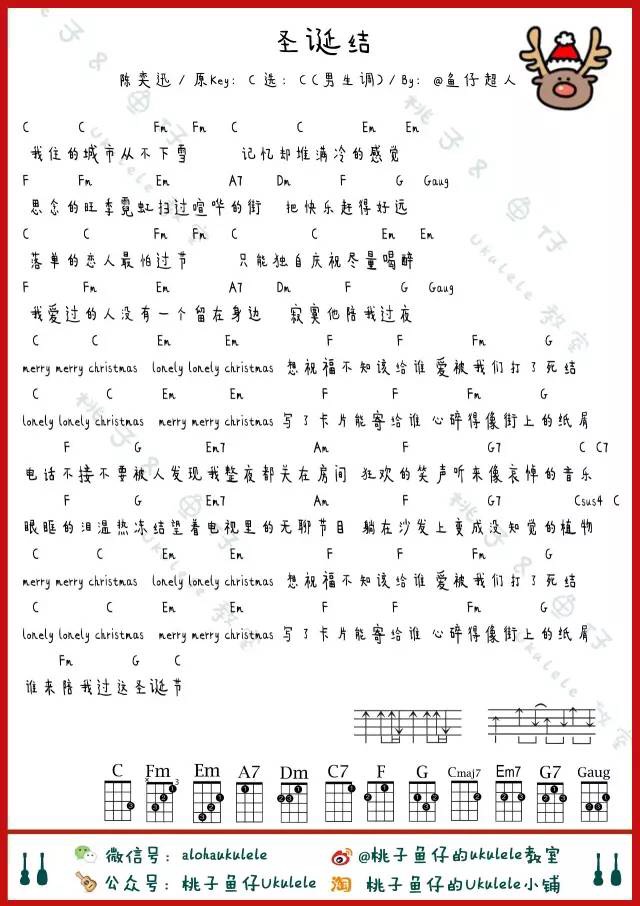 圣诞结
陈奕迅 / 原Key: C 选: C(男生调)/By: @鱼仔超人
C C Fm Fm C C Em Em
我住的城市从不下雪 记忆却堆满冷的感觉
F Fm Em A7 Dm F G Gaug
思念的旺季霓虹扫过喧哗的街 把快乐赶得好远
C C Fm Fm C C Em Em
落单的恋人最怕过节 只能独自庆祝尽量喝醉
F Fm Em A7 Dm F G Gaug
我爱过的人没有一个留在身边 寂寞他陪我过夜
C C Em Em F F Fm G
merry merry christmas lonely lonely christmas 想祝福不知该给谁 爱被我们打了死结
C C Em Em F F Fm G
lonely lonely christmas merry merry christmas 写了卡片能寄给谁 心碎得像街上的纸屑
F G Em7 Am F G7 C C7
电话不接不要被人发现我整夜都关在房间 狂欢的笑声听来像哀悼的音乐
F G Em7 Am F G7 Csus4 C
眼眶的泪温热冻结望着电视里的无聊节目 躺在沙发上变成没知觉的植物
C C Em Em F F Fm G
merry merry christmas lonely lonely christmas 想祝福不知该给谁 爱被我们打了死结
C C Em Em F F Fm G
lonely lonely christmas merry merry christmas 写了卡片能寄给谁 心碎得像街上的纸屑
Fm G C
谁来陪我过这圣诞节
C Fm Em A7 Dm C7 F G Cmaj7 Em7 G7 Gaug
微信号: alohaukulele @桃子鱼仔的ukulele教室
公众号: 桃子鱼仔Ukulele 淘 桃子鱼仔的Ukulele小铺
桃子&鱼仔
Ukulele 教室